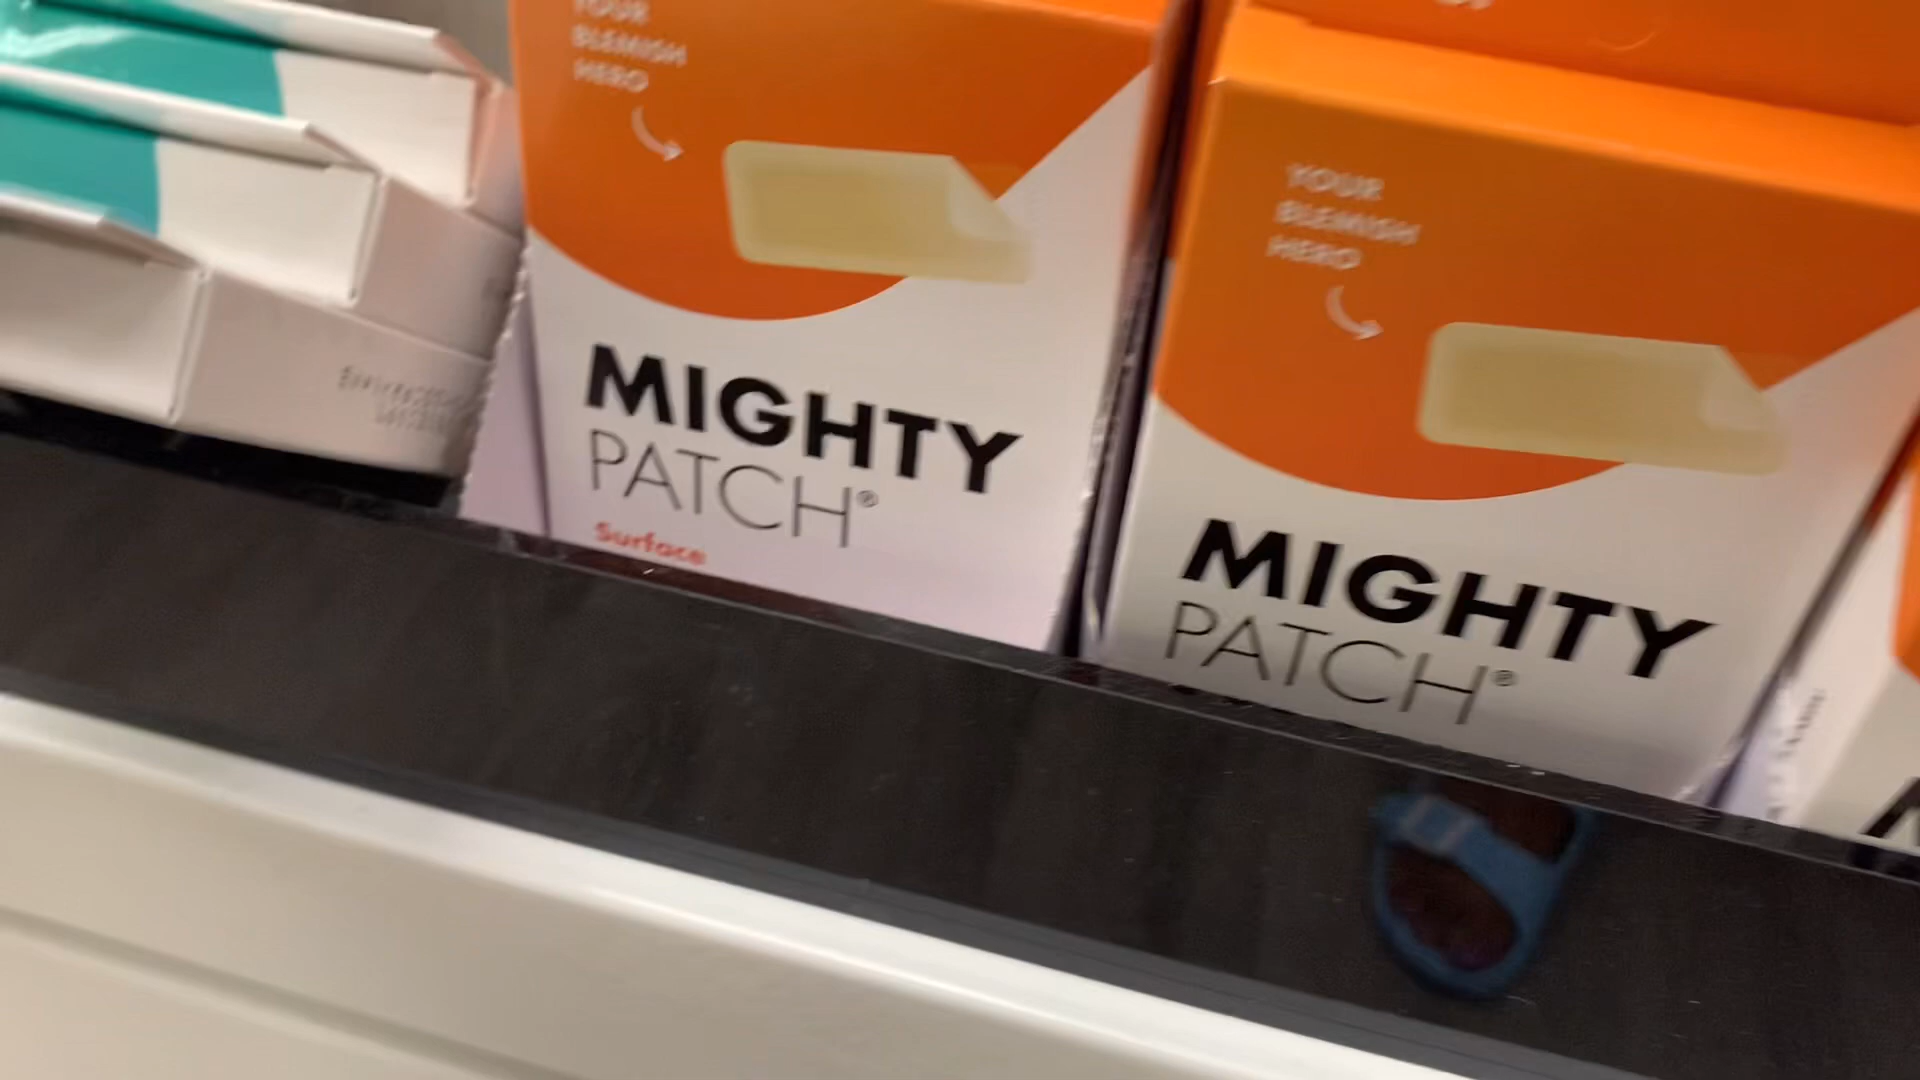 YOUR
BLEMISH
HERO
MIGHTY
PATCH®
Surface
YOUR
BLEMISH
HERO
MIGHTY
PATCH®